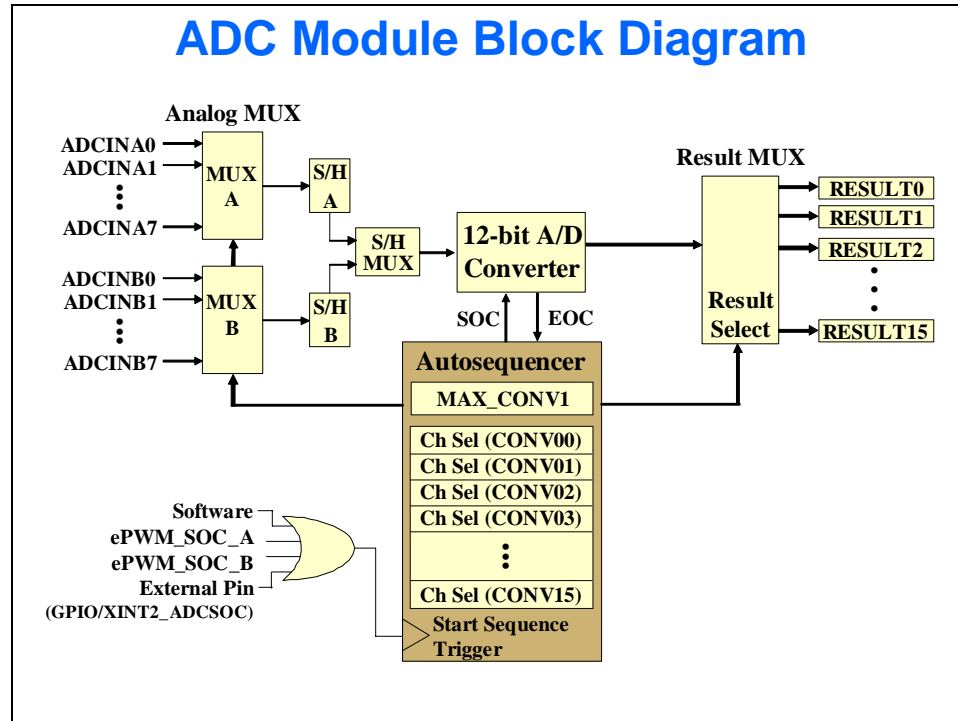 ADC Module Block Diagram
Analog MUX
ADCINA0
ADCINA1
ADCINA7
MUX
A
S/H
A
ADCINB0
ADCINB1
ADCINB7
MUX
B
S/H
B
S/H
MUX
12-bit A/D
Converter
SOC
EOC
Result MUX
Result
Select
RESULT0
RESULT1
RESULT2
RESULT15
Autosequencer
MAX_CONV1
Ch Sel (CONV00)
Ch Sel (CONV01)
Ch Sel (CONV02)
Ch Sel (CONV03)
Ch Sel (CONV15)
Start Sequence
Trigger
Software
ePWM_SOC_A
ePWM_SOC_B
External Pin
(GPIO/XINT2_ADCSOC)